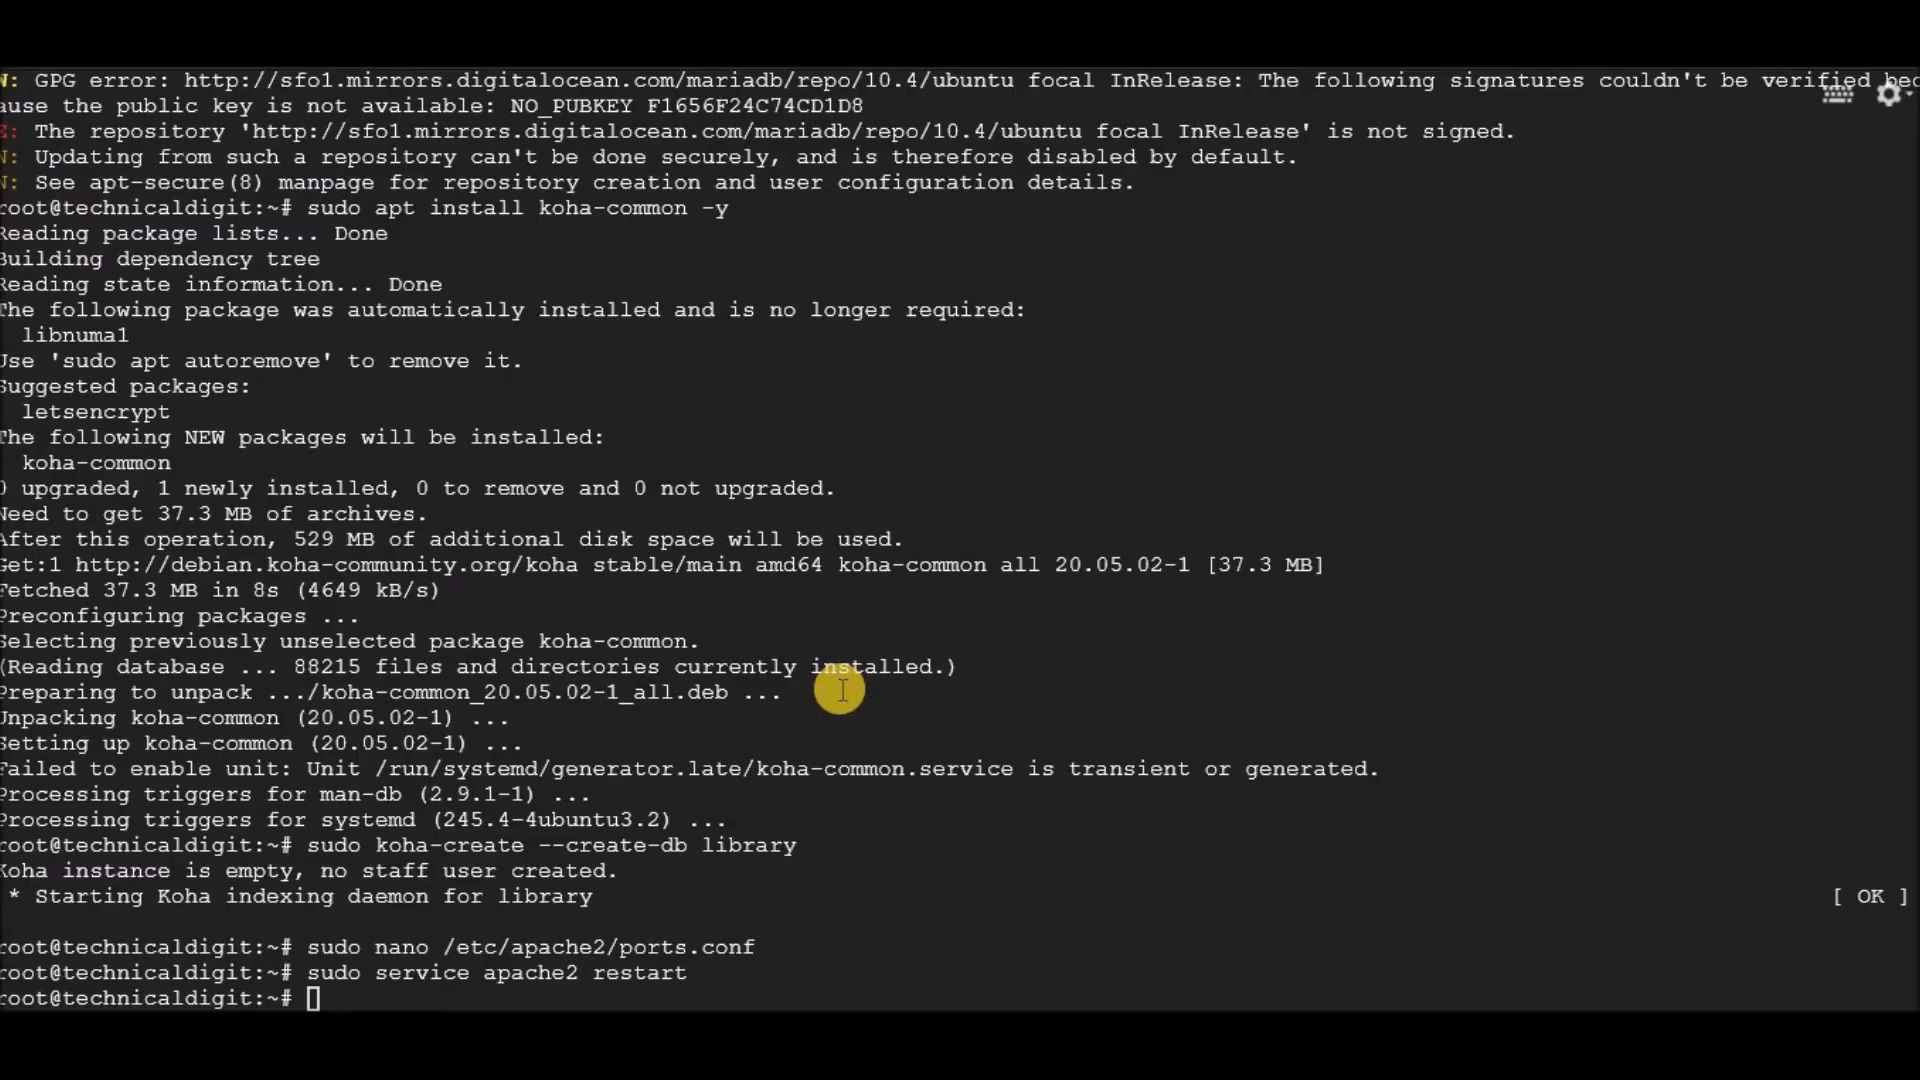 W: GPG error: http://sfo1.mirrors.digitalocean.com/mariadb/repo/10.4/ubuntu focal InRelease: The following signatures couldn't be verified bec
ause the public key is not available: NO_PUBKEY F1656F24C74CD1D8
E: The repository 'http://sfo1.mirrors.digitalocean.com/mariadb/repo/10.4/ubuntu focal InRelease' is not signed.
N: Updating from such a repository can't be done securely, and is therefore disabled by default.
N: See apt-secure(8) manpage for repository creation and user configuration details.
root@technicaldigit:~# sudo apt install koha-common -y
Reading package lists... Done
Building dependency tree
Reading state information... Done
The following package was automatically installed and is no longer required:
libnuma1
Use 'sudo apt autoremove' to remove it.
Suggested packages:
letsencrypt
The following NEW packages will be installed:
koha-common
0 upgraded, 1 newly installed, 0 to remove and 0 not upgraded.
Need to get 37.3 MB of archives.
After this operation, 529 MB of additional disk space will be used.
Get:1 http://debian.koha-community.org/koha stable/main amd64 koha-common all 20.05.02-1 [37.3 MB]
Fetched 37.3 MB in 8s (4649 kB/s)
Preconfiguring packages ...
Selecting previously unselected package koha-common.
(Reading database ... 88215 files and directories currently installed.)
Preparing to unpack .../koha-common_20.05.02-1_all.deb ...
Unpacking koha-common (20.05.02-1) ...
Setting up koha-common (20.05.02-1) ...
Failed to enable unit: Unit /run/systemd/generator.late/koha-common.service is transient or generated.
Processing triggers for man-db (2.9.1-1) ...
Processing triggers for systemd (245.4-4ubuntu3.2) ...
root@technicaldigit:~# sudo koha-create --create-db library
Koha instance is empty, no staff user created.
* Starting Koha indexing daemon for library [ OK ]
root@technicaldigit:~# sudo nano /etc/apache2/ports.conf
root@technicaldigit:~# sudo service apache2 restart
root@technicaldigit:~#